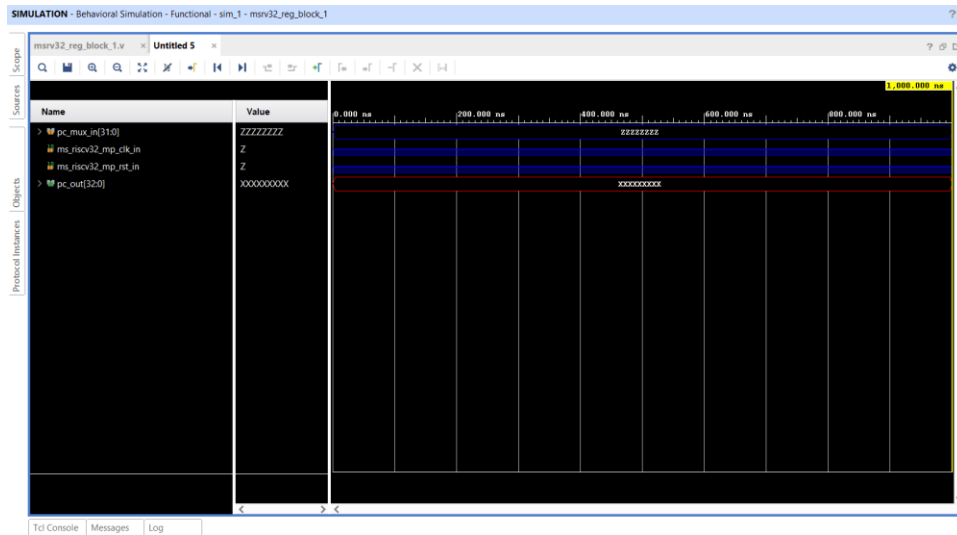 SIMULATION - Behavioral Simulation - Functional - sim_1 - msrv32_reg_block_1 ?
msrv32_reg_block_1.v × Untitled 5 × ?
1,000.000 ns
Name Value 0.000 ns 200.000 ns 400.000 ns 600.000 ns 800.000 ns
> pc_mux_in[31:0] ZZZZZZZZ ZZZZZZZZ
ms_riscv32_mp_clk_in Z
ms_riscv32_mp_rst_in Z
> pc_out[32:0] XXXXXXXXX XXXXXXXXX
Scope
Sources
Objects
Protocol Instances
Tcl Console Messages Log